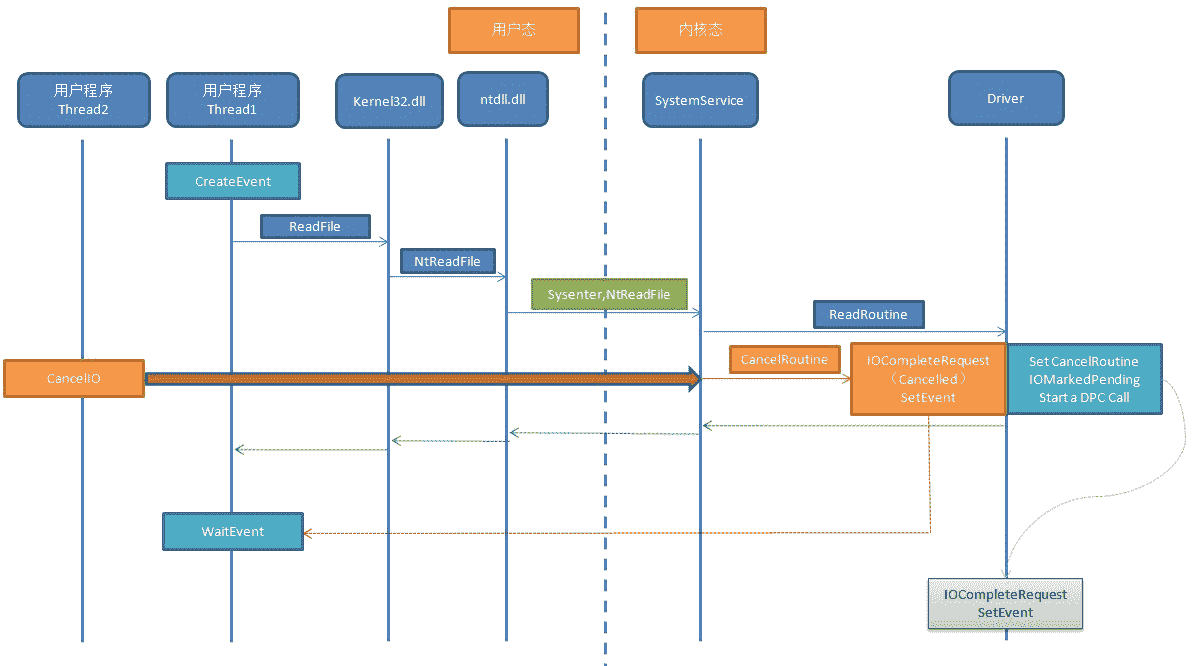 用户态
内核态
用户程序
Thread2
用户程序
Thread1
Kernel32.dll
ntdll.dll
SystemService
Driver
CreateEvent
ReadFile
NtReadFile
Sysenter,NtReadFile
ReadRoutine
CancelIO
CancelRoutine
IOCompleteRequest
（Cancelled）
SetEvent
Set CancelRoutine
IOMarkedPending
Start a DPC Call
WaitEvent
IOCompleteRequest
SetEvent